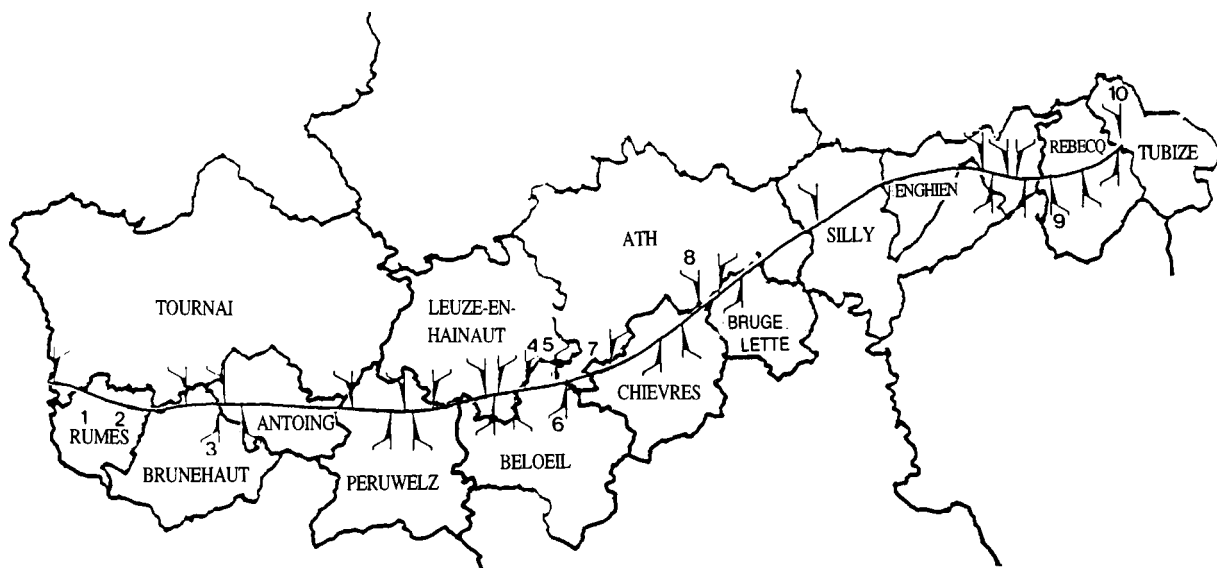 10
REBECQ
TUBIZE
ENGHIEN
9
SILLY
ATH
8
TOURNAI
LEUZE-EN-
HAINAUT
BRUGE
LETTE
4 5
7
CHIEVRES
1
2
RUMES
3
ANTOING
6
BRUNEHAUT
BELOEIL
PERUWELZ